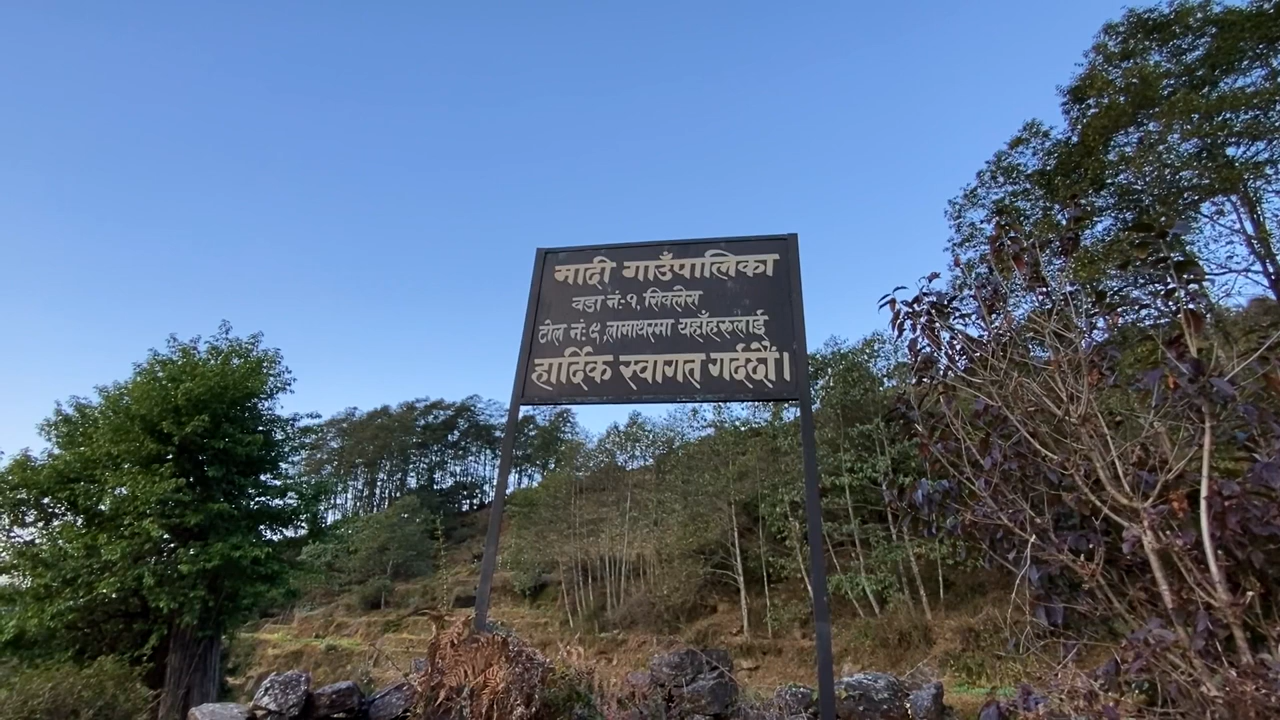 मादी गाउँपालिका
वडा नं:-१, सिक्लेस
टोल नं: ९, लामाथरमा यहाँहरुलाई
हार्दिक स्वागत गर्दछौं।